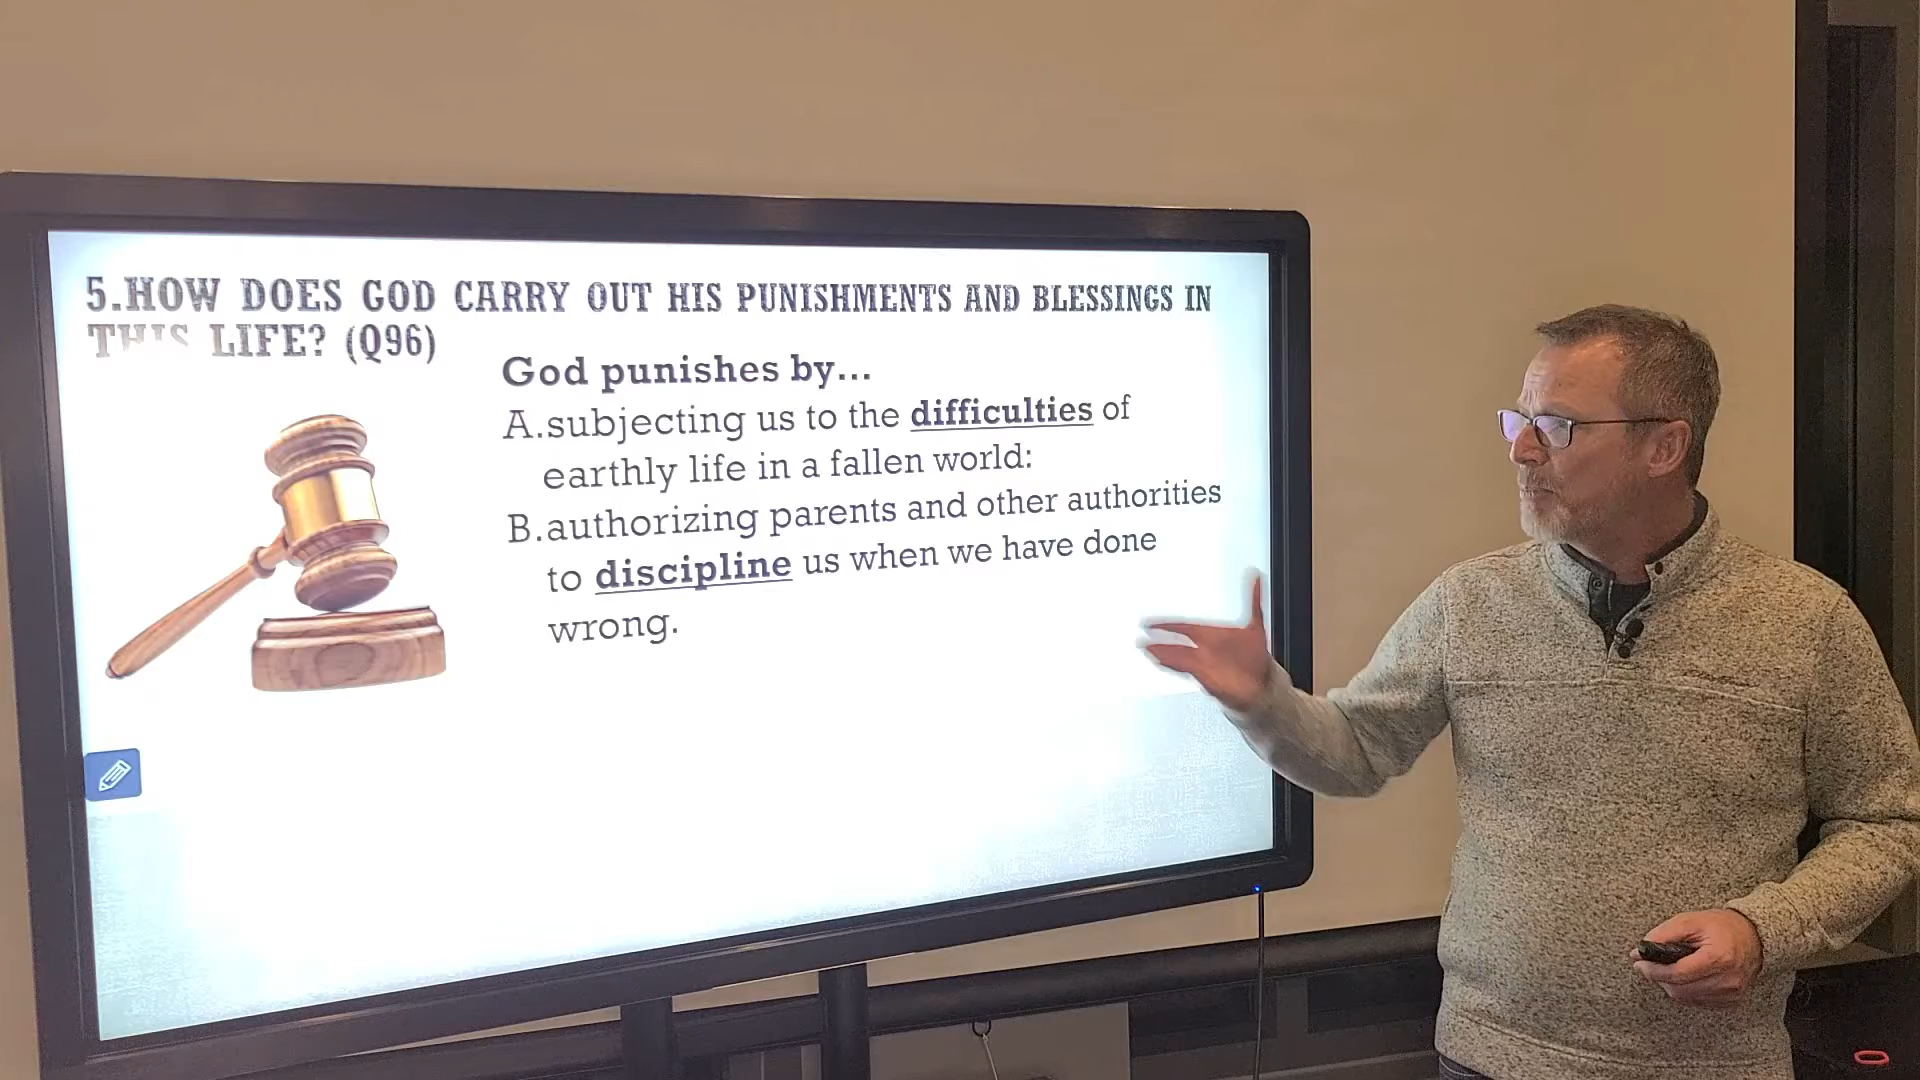 5.HOW DOES GOD CARRY OUT HIS PUNISHMENTS AND BLESSINGS IN
THIS LIFE? (Q96)
God punishes by...
A.subjecting us to the difficulties of
earthly life in a fallen world:
B.authorizing parents and other authorities
to discipline us when we have done
wrong.